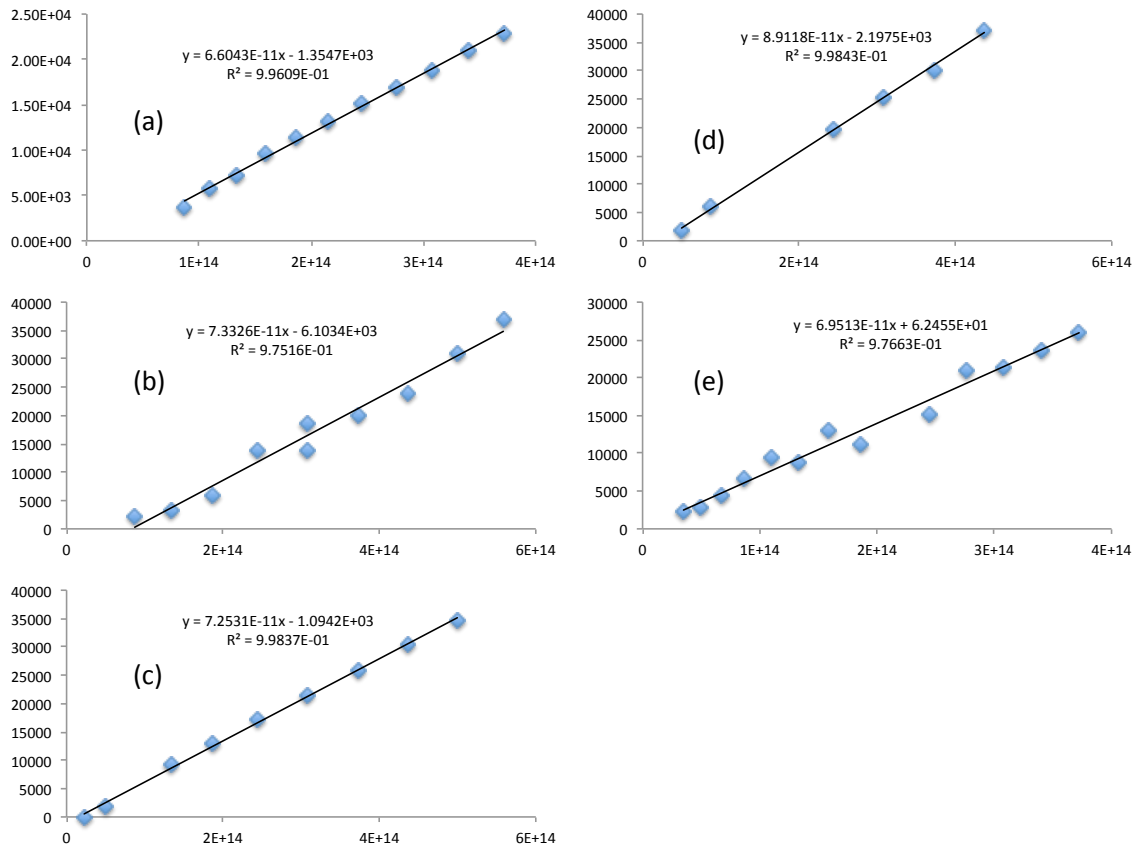 2.50E+04
2.00E+04
1.50E+04
1.00E+04
5.00E+03
0.00E+00
0 1E+14 2E+14 3E+14 4E+14
y = 6.6043E-11x - 1.3547E+03
R² = 9.9609E-01
(a)
40000
35000
30000
25000
20000
15000
10000
5000
0
0 2E+14 4E+14 6E+14
y = 8.9118E-11x - 2.1975E+03
R² = 9.9843E-01
(d)
40000
35000
30000
25000
20000
15000
10000
5000
0
0 2E+14 4E+14 6E+14
y = 7.3326E-11x - 6.1034E+03
R² = 9.7516E-01
(b)
30000
25000
20000
15000
10000
5000
0
0 1E+14 2E+14 3E+14 4E+14
y = 6.9513E-11x + 6.2455E+01
R² = 9.7663E-01
(e)
40000
35000
30000
25000
20000
15000
10000
5000
0
0 2E+14 4E+14 6E+14
y = 7.2531E-11x - 1.0942E+03
R² = 9.9837E-01
(c)